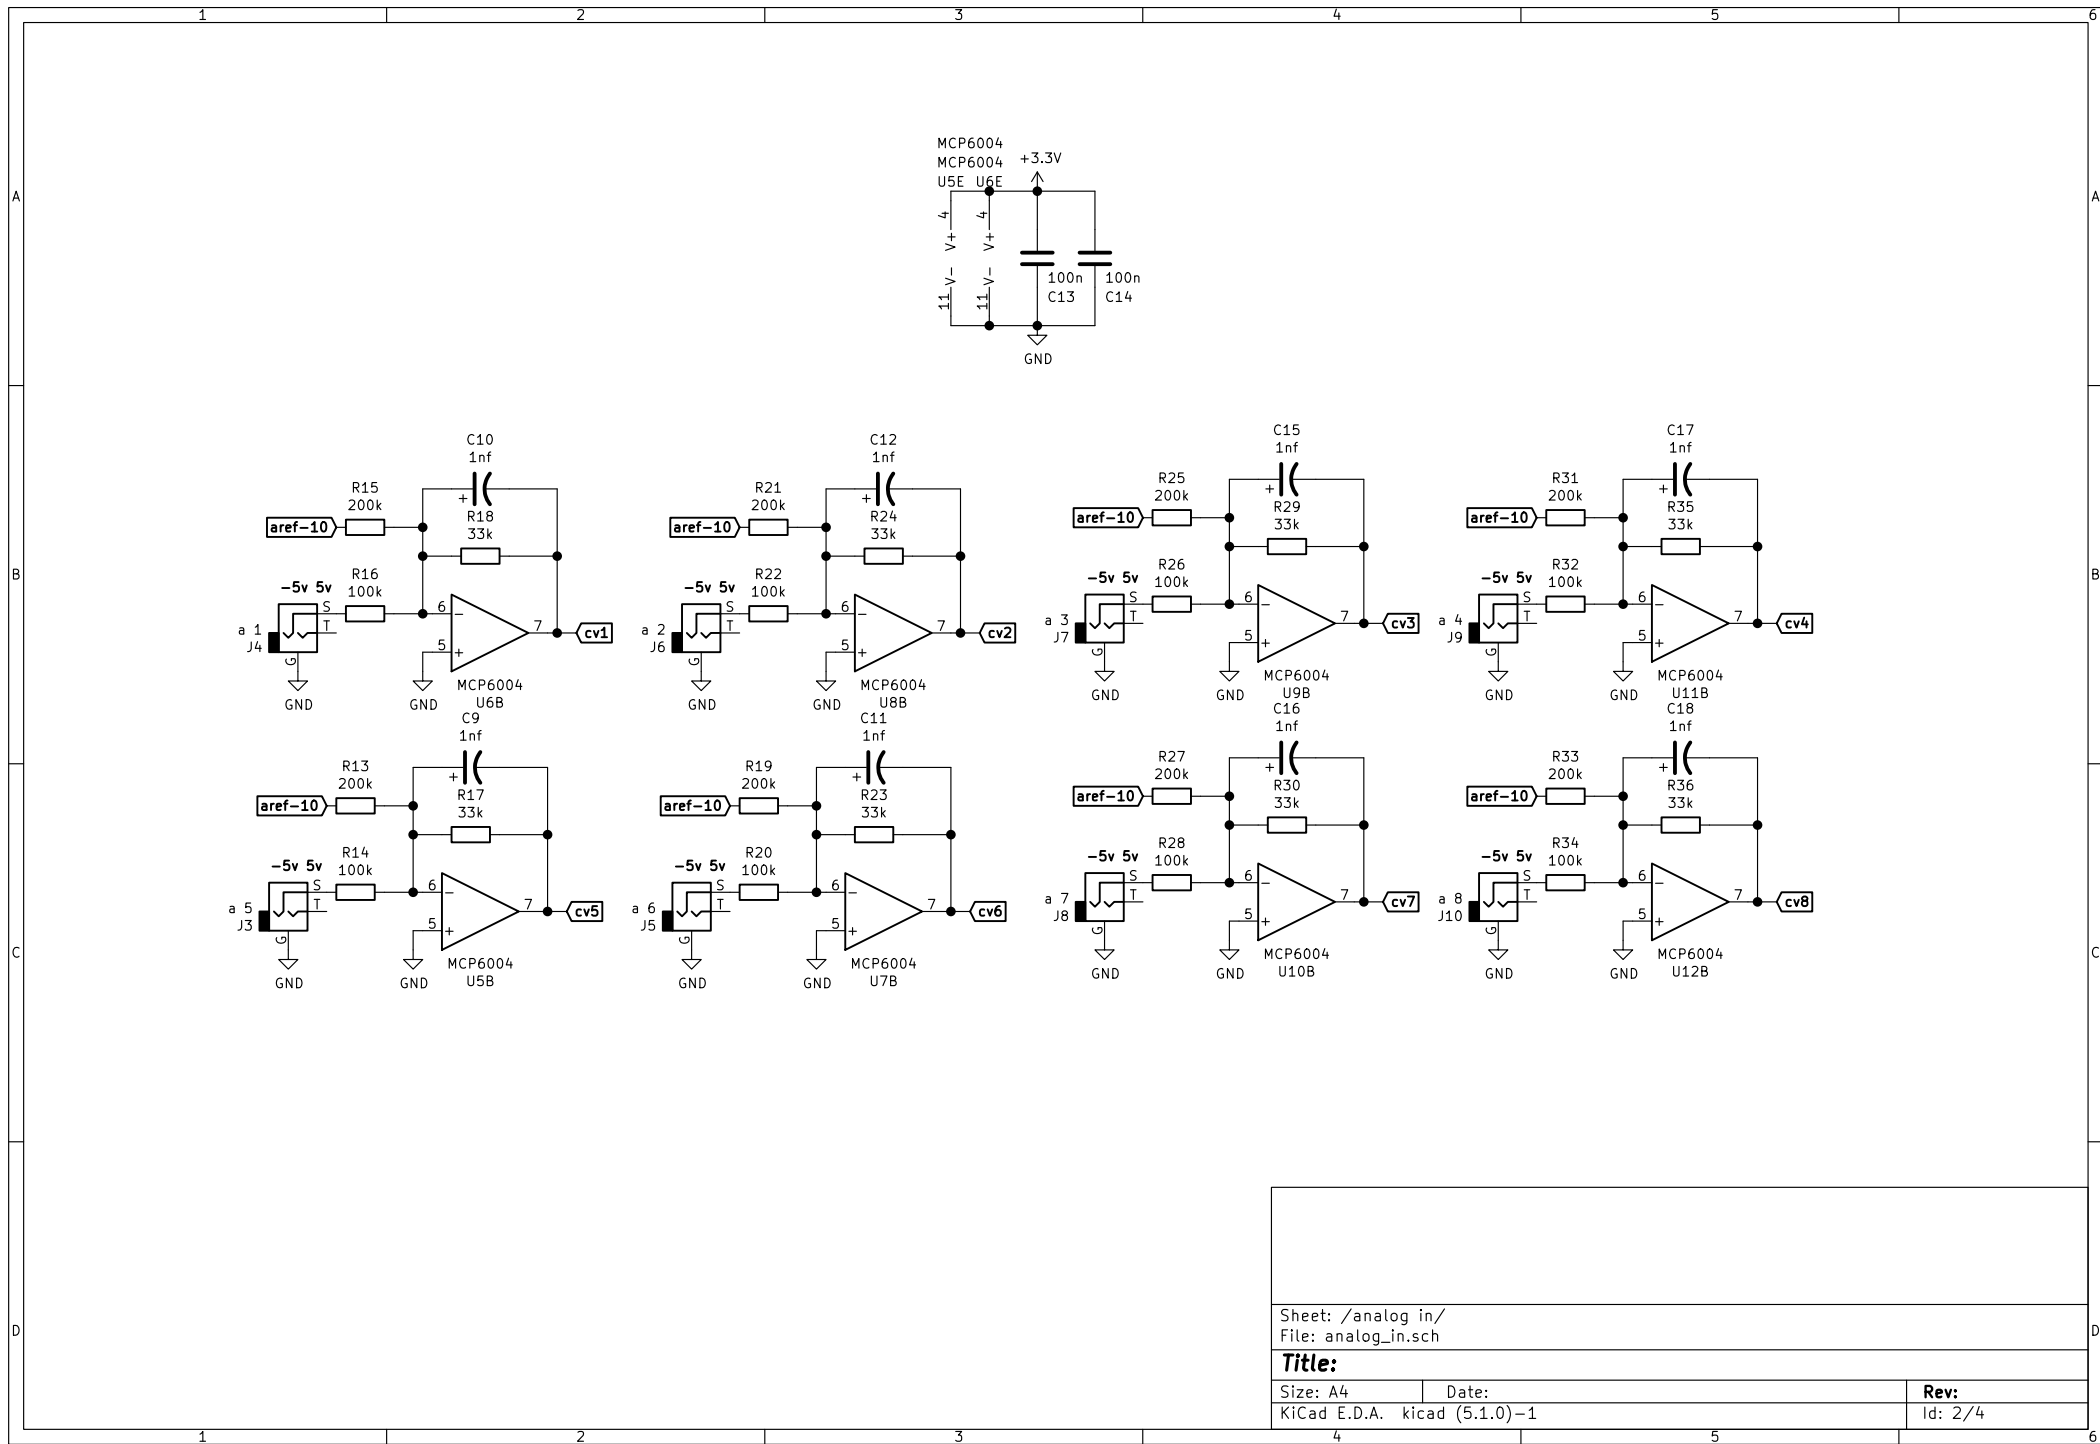 1 2 3 4 5 6
A A
MCP6004
MCP6004 +3.3V
U5E U6E
4 4
V+ V+
V- V-
11 11
100n 100n
C13 C14
GND
C10 C12 C15 C17
1nf 1nf 1nf 1nf
R15 R21 R25 R31
200k 200k 200k 200k
aref-10 aref-10 aref-10 aref-10
+ + + +
R18 R24 R29 R35
33k 33k 33k 33k
B B
R16 R22 R26 R32
100k 100k 100k 100k
-5v 5v -5v 5v -5v 5v -5v 5v
S 6 - S 6 - S 6 - S 6 -
T T T T
a 1 7 cv1 a 2 7 cv2 a 3 7 cv3 a 4 7 cv4
J4 J6 J7 J9
G 5 + G 5 + G 5 + G 5 +
GND GND GND GND GND GND GND GND
MCP6004 MCP6004 MCP6004 MCP6004
U6B U8B U9B U11B
C9 C11 C16 C18
1nf 1nf 1nf 1nf
R13 R19 R27 R33
200k 200k 200k 200k
aref-10 aref-10 aref-10 aref-10
+ + + +
R17 R23 R30 R36
33k 33k 33k 33k
R14 R20 R28 R34
100k 100k 100k 100k
-5v 5v -5v 5v -5v 5v -5v 5v
S 6 - S 6 - S 6 - S 6 -
T T T T
a 5 7 cv5 a 6 7 cv6 a 7 7 cv7 a 8 7 cv8
J3 J5 J8 J10
G 5 + G 5 + G 5 + G 5 +
C C
GND GND GND GND GND GND GND GND
MCP6004 MCP6004 MCP6004 MCP6004
U5B U7B U10B U12B
D D
Sheet: /analog in/
File: analog_in.sch
Title:
Size: A4 Date: Rev:
KiCad E.D.A. kicad (5.1.0)-1 Id: 2/4
1 2 3 4 5 6